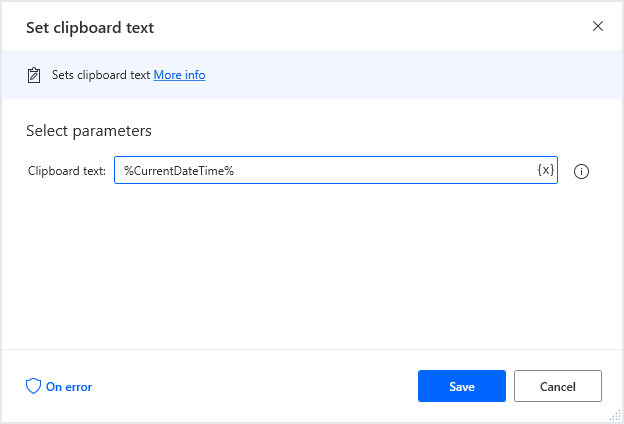 Set clipboard text
Sets clipboard text More info
Select parameters
Clipboard text: %CurrentDateTime% {x}
On error Save Cancel